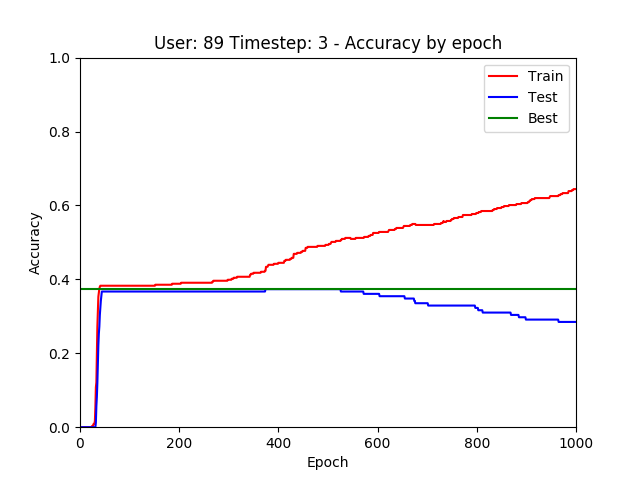 User: 89 Timestep: 3 - Accuracy by epoch
1.0
0.8
0.6
0.4
0.2
0.0
Accuracy
Train
Test
Best
0 200 400 600 800 1000
Epoch